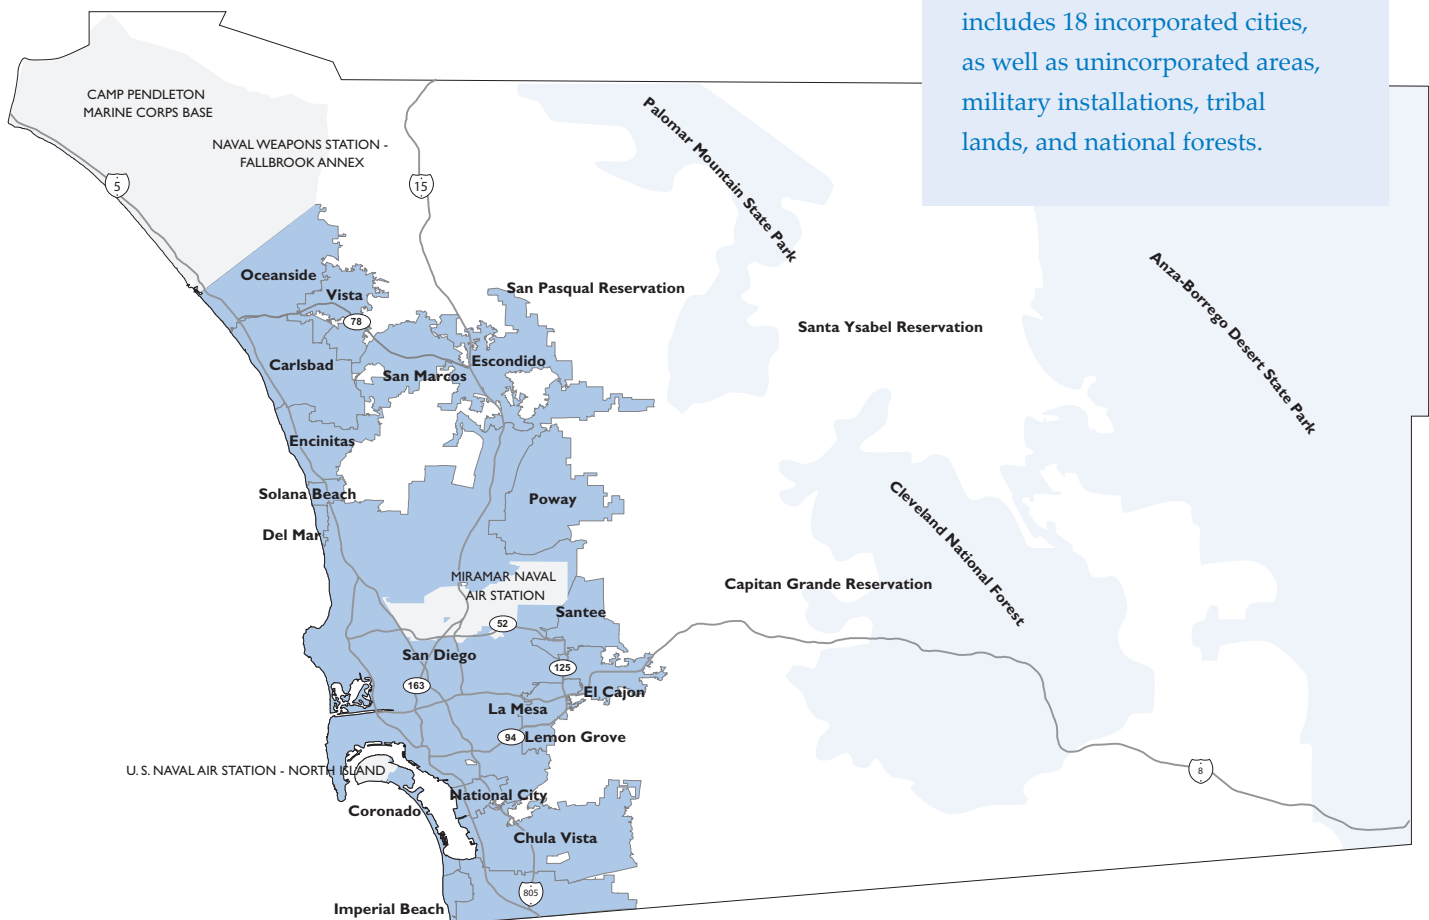 includes 18 incorporated cities,
as well as unincorporated areas,
military installations, tribal
lands, and national forests.
CAMP PENDLETON
MARINE CORPS BASE
NAVAL WEAPONS STATION -
FALLBROOK ANNEX
5
15
Palomar Mountain State Park
Anza-Borrego Desert State Park
Oceanside
Vista
San Pasqual Reservation
78
Santa Ysabel Reservation
Carlsbad
San Marcos
Escondido
Encinitas
Solana Beach
Poway
Cleveland National Forest
Del Mar
MIRAMAR NAVAL
AIR STATION
Capitan Grande Reservation
Santee
52
San Diego
125
163
El Cajon
La Mesa
94
Lemon Grove
U. S. NAVAL AIR STATION - NORTH ISLAND
8
National City
Coronado
Chula Vista
805
Imperial Beach